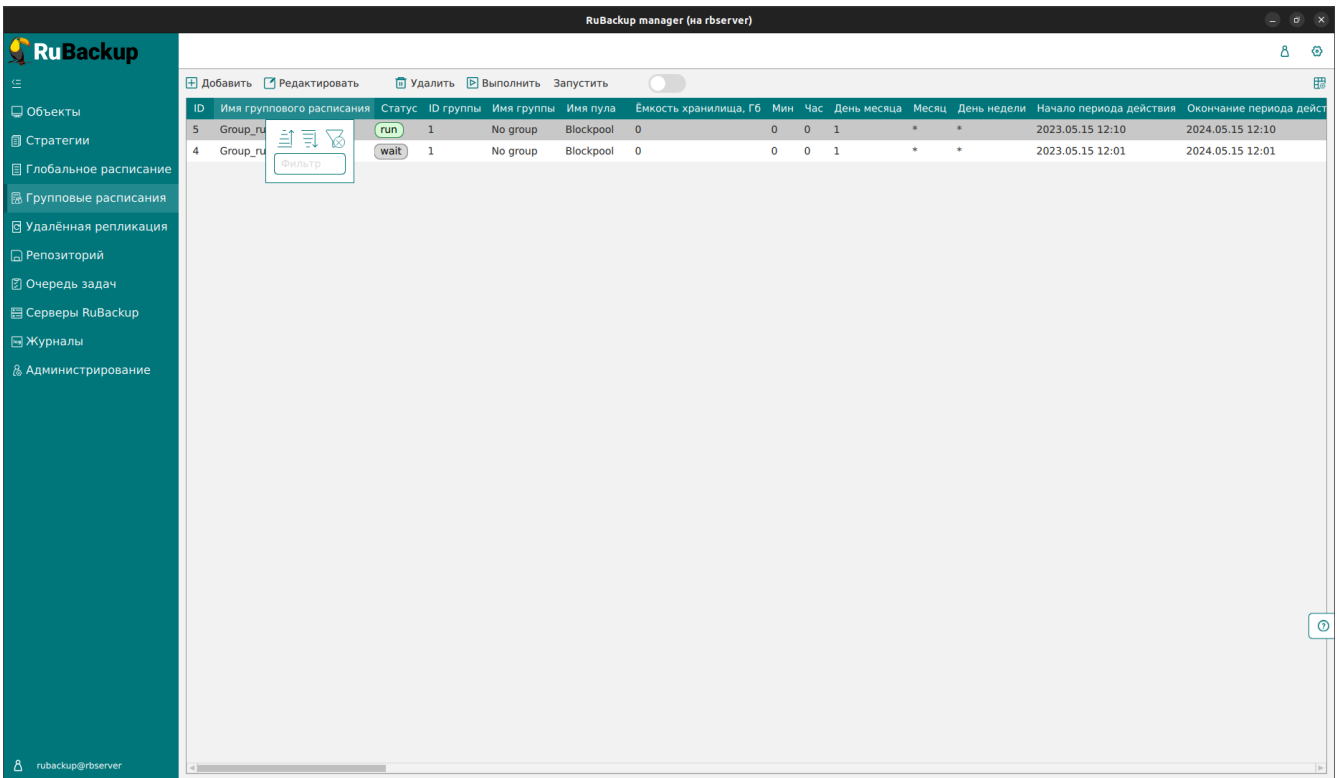 RuBackup manager (на rbserver)
RuBackup
Добавить Редактировать Удалить Выполнить Запустить
Объекты
Стратегии
Глобальное расписание
Групповые расписания
Удалённая репликация
Репозиторий
Очередь задач
Серверы RuBackup
Журналы
Администрирование
rubackup@rbserver
ID Имя группового расписания Статус ID группы Имя группы Имя пула Ёмкость хранилища, Гб Мин Час День месяца Месяц День недели Начало периода действия Окончание периода дейст
5 Group_ru run 1 No group Blockpool 0 0 0 1 * * 2023.05.15 12:10 2024.05.15 12:10
4 Group_ru wait 1 No group Blockpool 0 0 0 1 * * 2023.05.15 12:01 2024.05.15 12:01
Фильтр